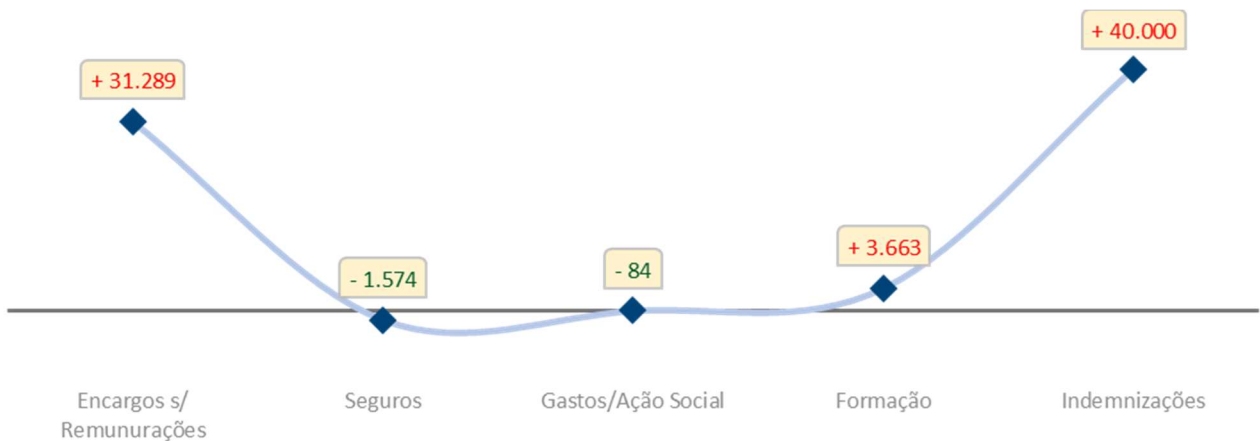 + 40.000
+ 31.289
+ 3.663
- 1.574
- 84
Encargos s/
Remunurações
Seguros
Gastos/Ação Social
Formação
Indemnizações